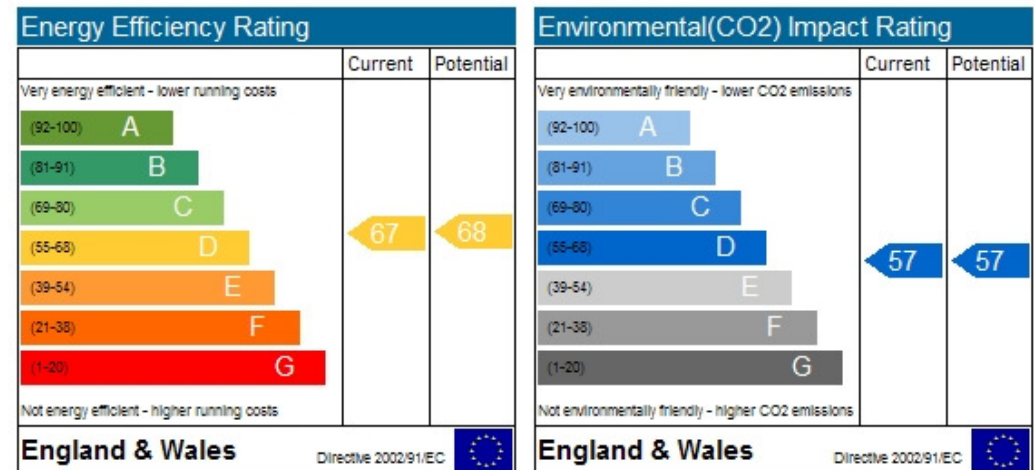 Energy Efficiency Rating
Current Potential
Very energy efficient - lower running costs
(92-100) A
(81-91) B
(69-80) C
(55-68) D
67 68
(39-54) E
(21-38) F
(1-20) G
Not energy efficient - higher running costs
England & Wales Directive 2002/91/EC
Environmental(CO2) Impact Rating
Current Potential
Very environmentally friendly - lower CO2 emissions
(92-100) A
(81-91) B
(69-80) C
(55-68) D
57 57
(39-54) E
(21-38) F
(1-20) G
Not environmentally friendly - higher CO2 emissions
England & Wales Directive 2002/91/EC